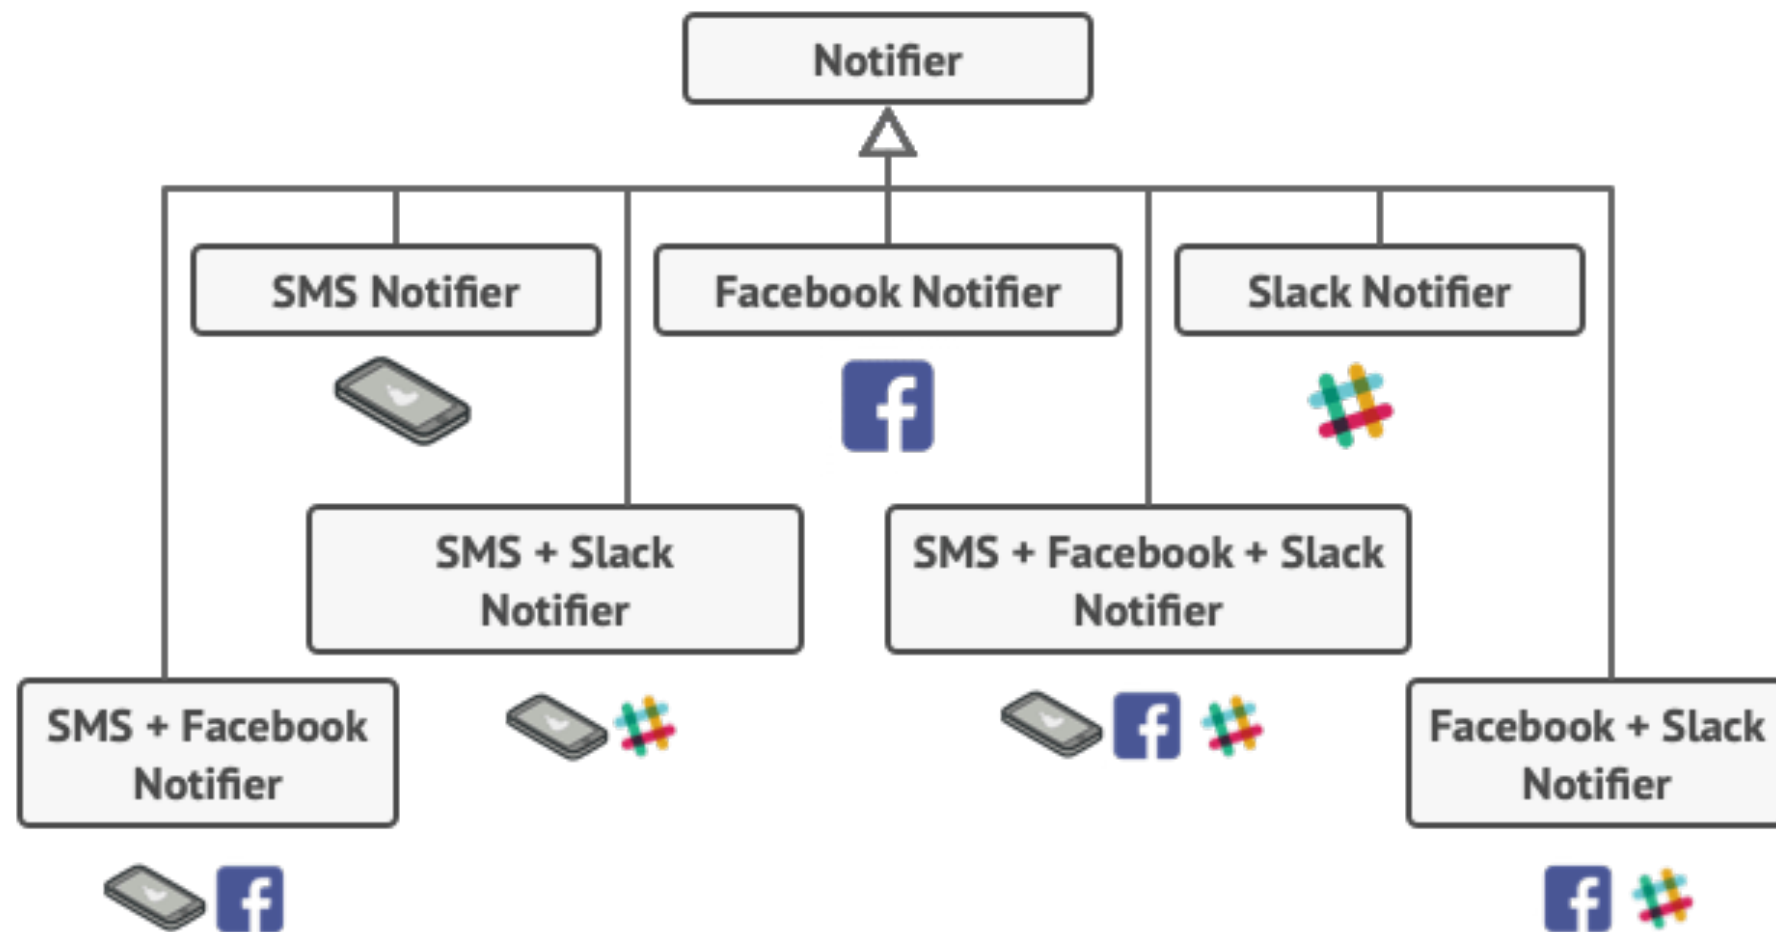 Notifier
SMS Notifier
Facebook Notifier
Slack Notifier
SMS + Slack
Notifier
SMS + Facebook + Slack
Notifier
SMS + Facebook
Notifier
Facebook + Slack
Notifier